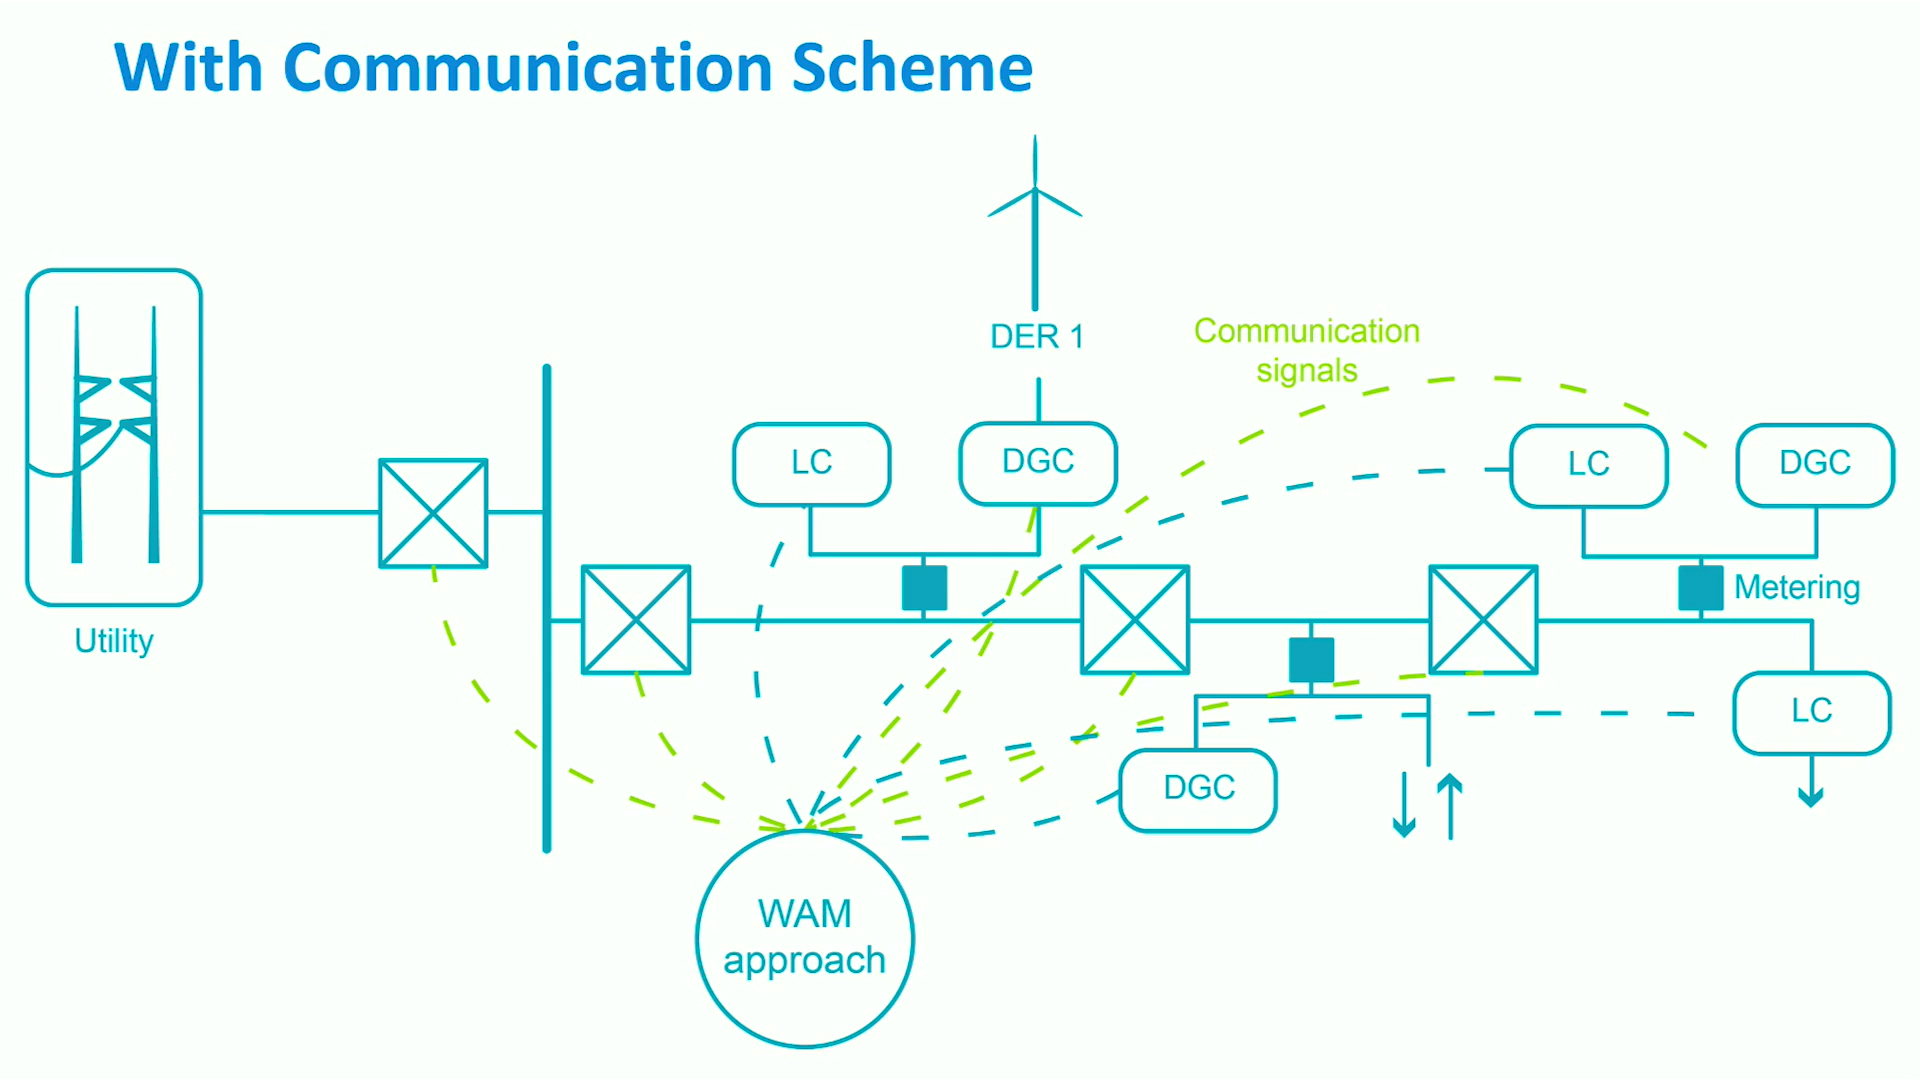 With Communication Scheme
DER 1
Communication
signals
LC
DGC
LC
DGC
Metering
Utility
LC
DGC
WAM
approach